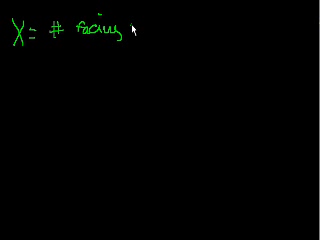 X = # facing